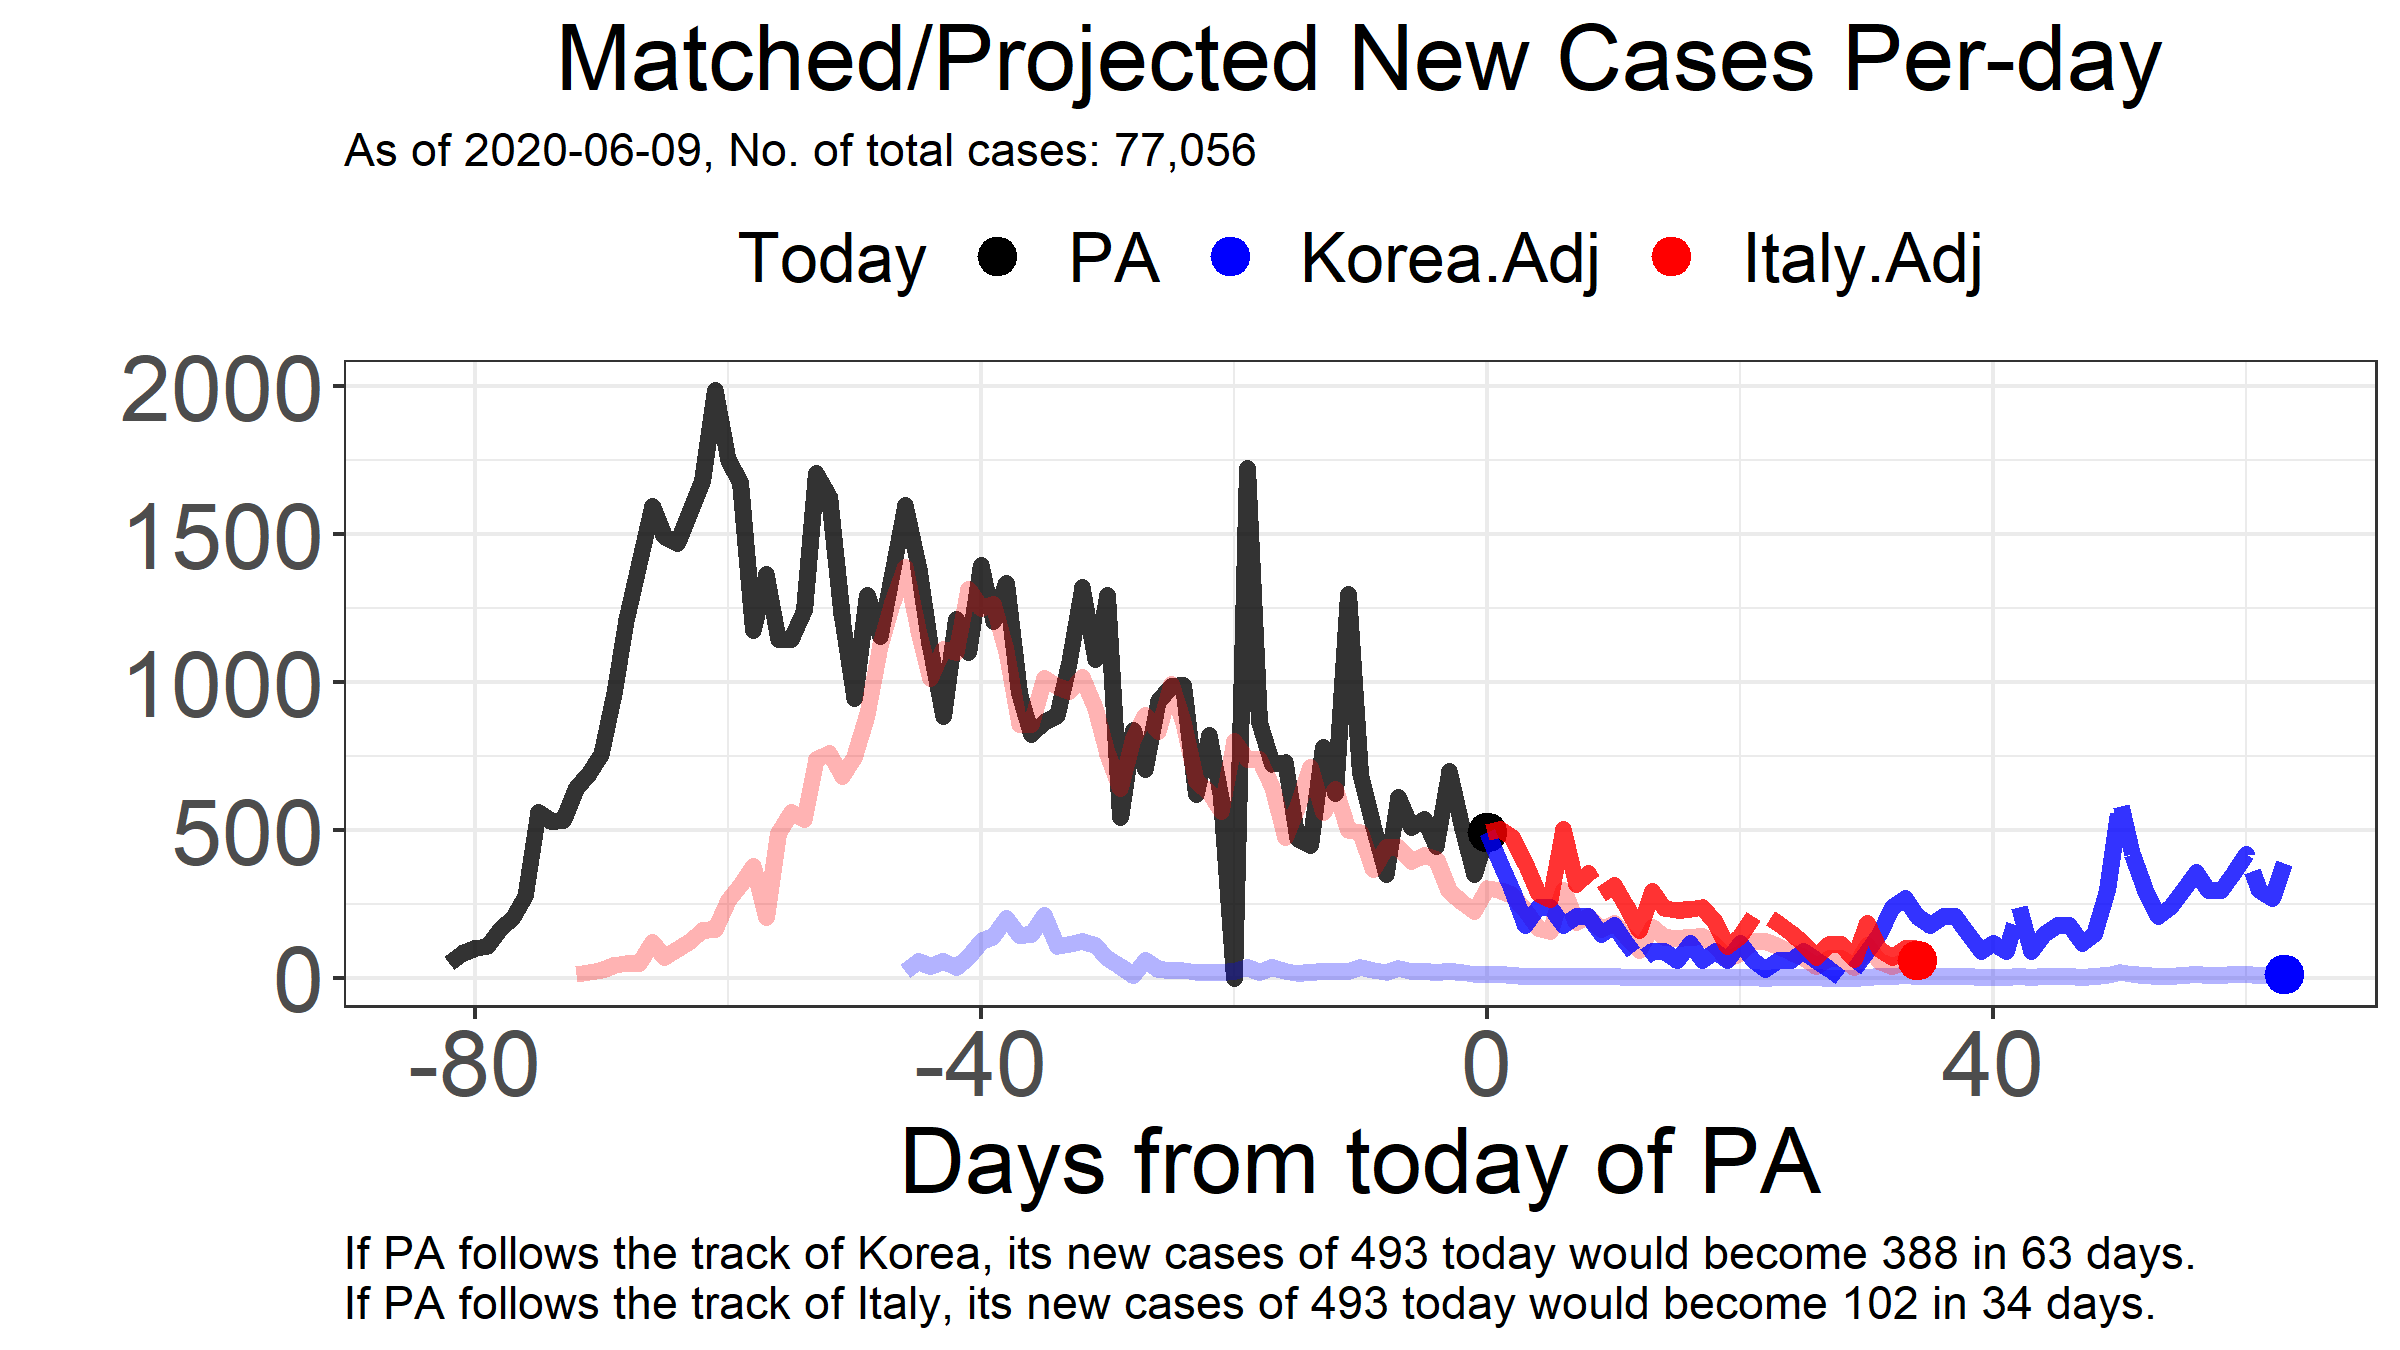 Matched/Projected New Cases Per-day
As of 2020-06-09, No. of total cases: 77,056
Today PA Korea.Adj Italy.Adj
2000
1500
1000
500
0
-80 -40 0 40
Days from today of PA
If PA follows the track of Korea, its new cases of 493 today would become 388 in 63 days.
If PA follows the track of Italy, its new cases of 493 today would become 102 in 34 days.